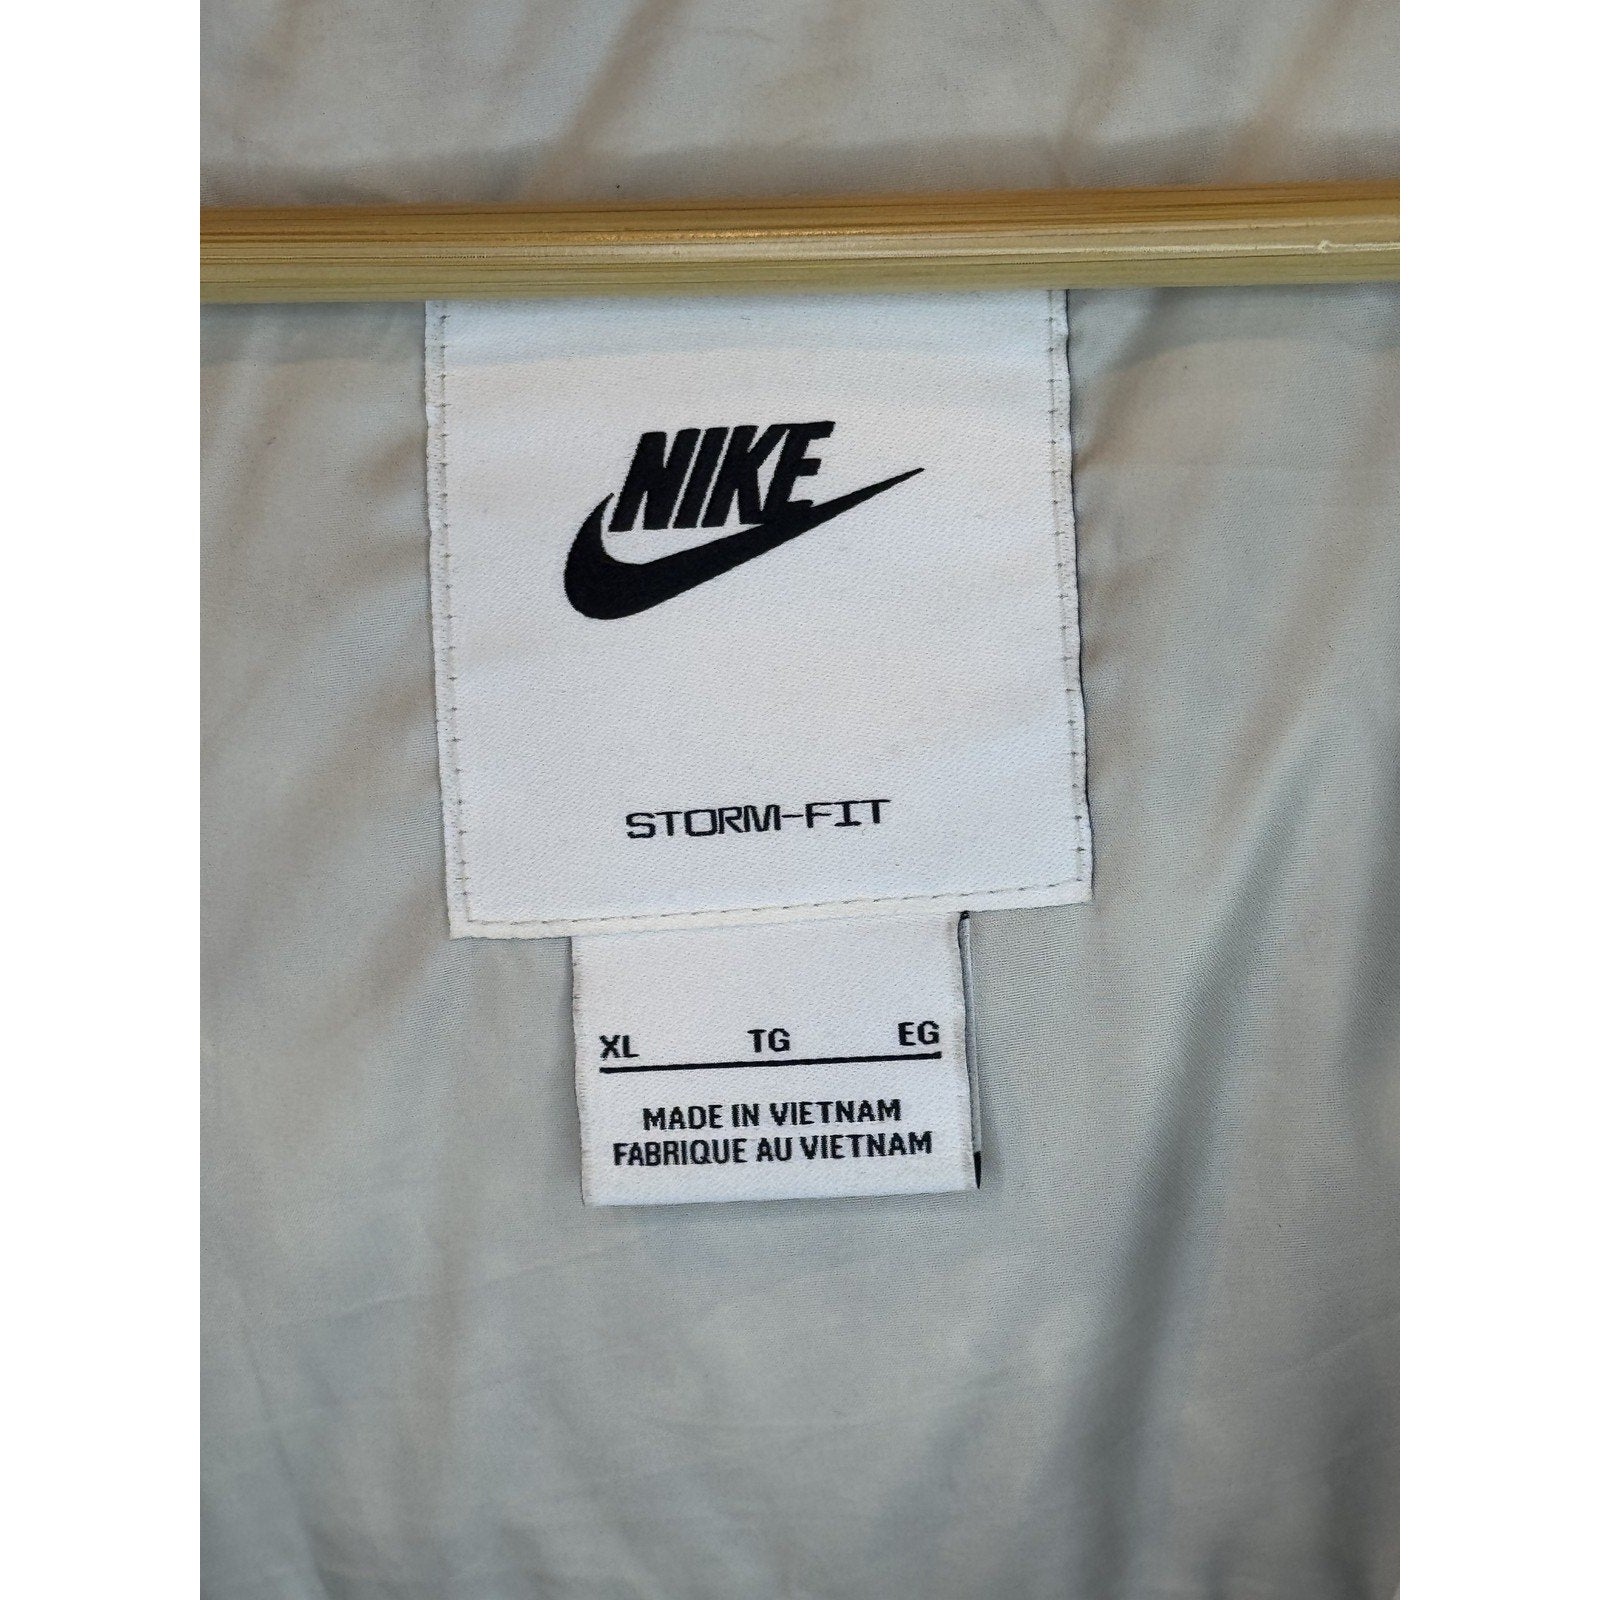 NIKE
STORM-FIT
XL TG EG
MADE IN VIETNAM
FABRIQUE AU VIETNAM